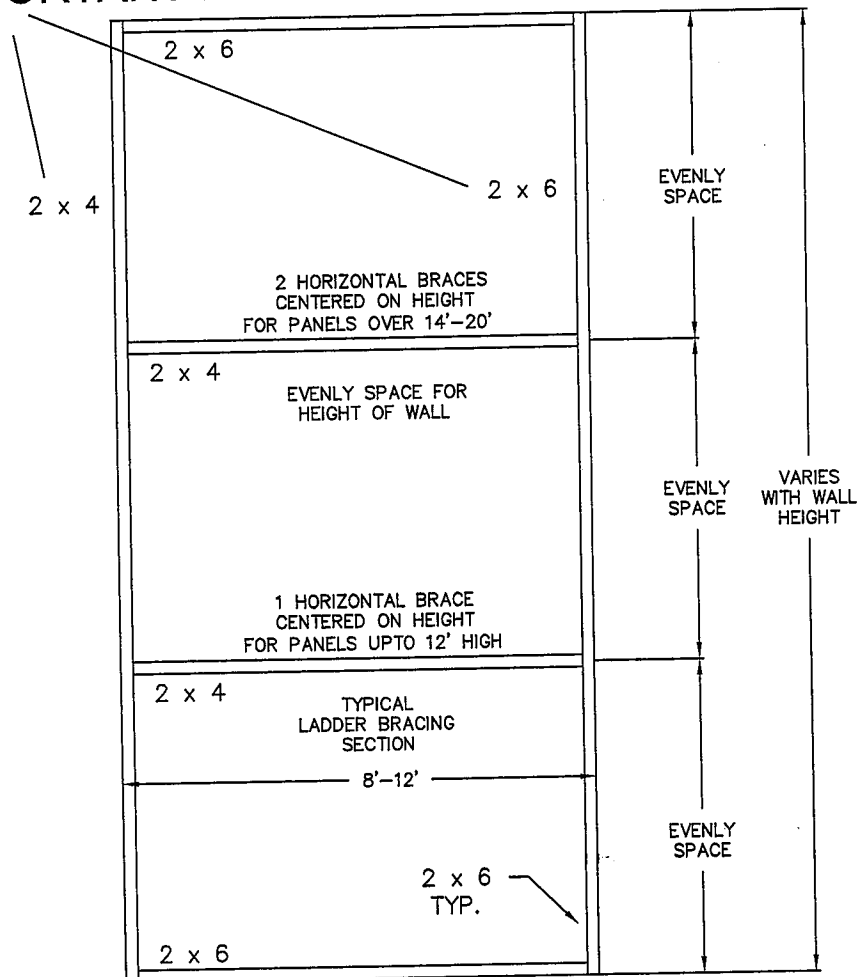 2 x 6
2 x 4
2 x 6
EVENLY
SPACE
2 HORIZONTAL BRACES
CENTERED ON HEIGHT
FOR PANELS OVER 14'-20'
2 x 4
EVENLY SPACE FOR
HEIGHT OF WALL
EVENLY
SPACE
VARIES
WITH WALL
HEIGHT
1 HORIZONTAL BRACE
CENTERED ON HEIGHT
FOR PANELS UPTO 12' HIGH
2 x 4
TYPICAL
LADDER BRACING
SECTION
8'-12'
EVENLY
SPACE
2 x 6
TYP.
2 x 6